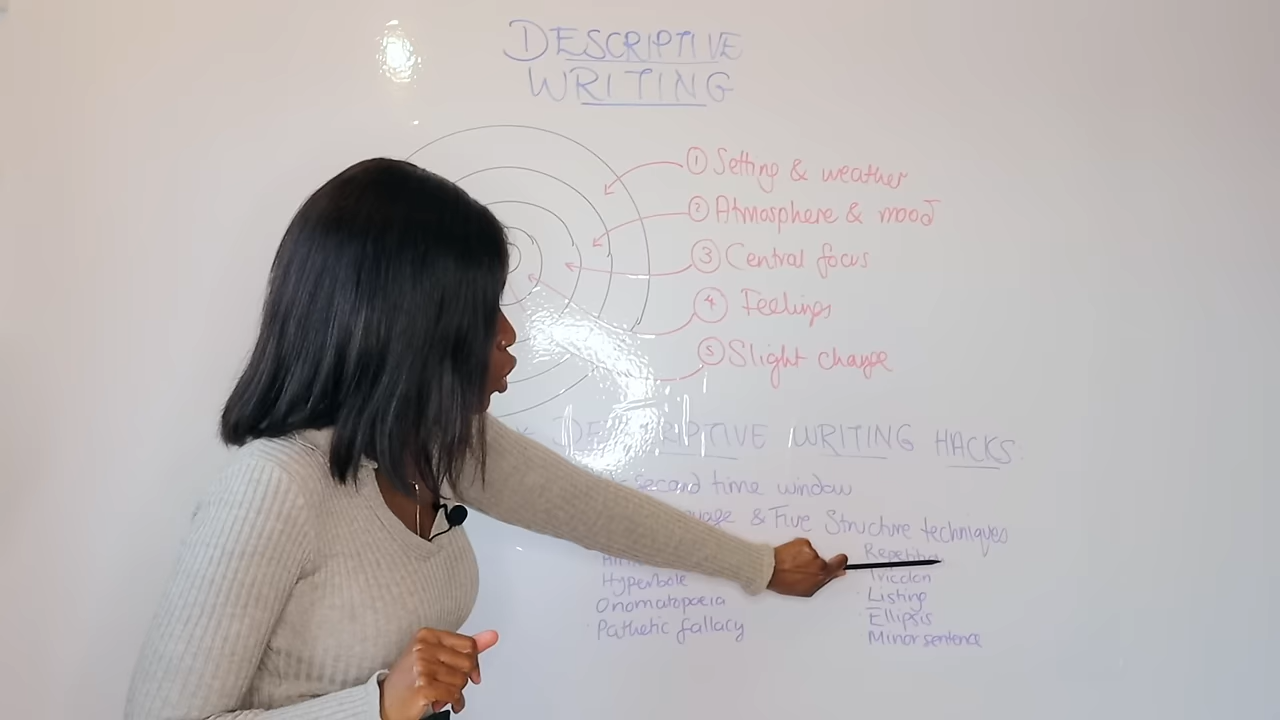 DESCRIPTIVE
WRITING
① Setting & weather
② Atmosphere & mood
③ Central focus
④ Feelings
⑤ Slight change
* DESCRIPTIVE WRITING HACKS:
second time window
& Five Structure techniques
Repetition
Hyperbole
Tricolon
Onomatopoeia
Listing
Pathetic fallacy
Ellipsis
Minor sentence